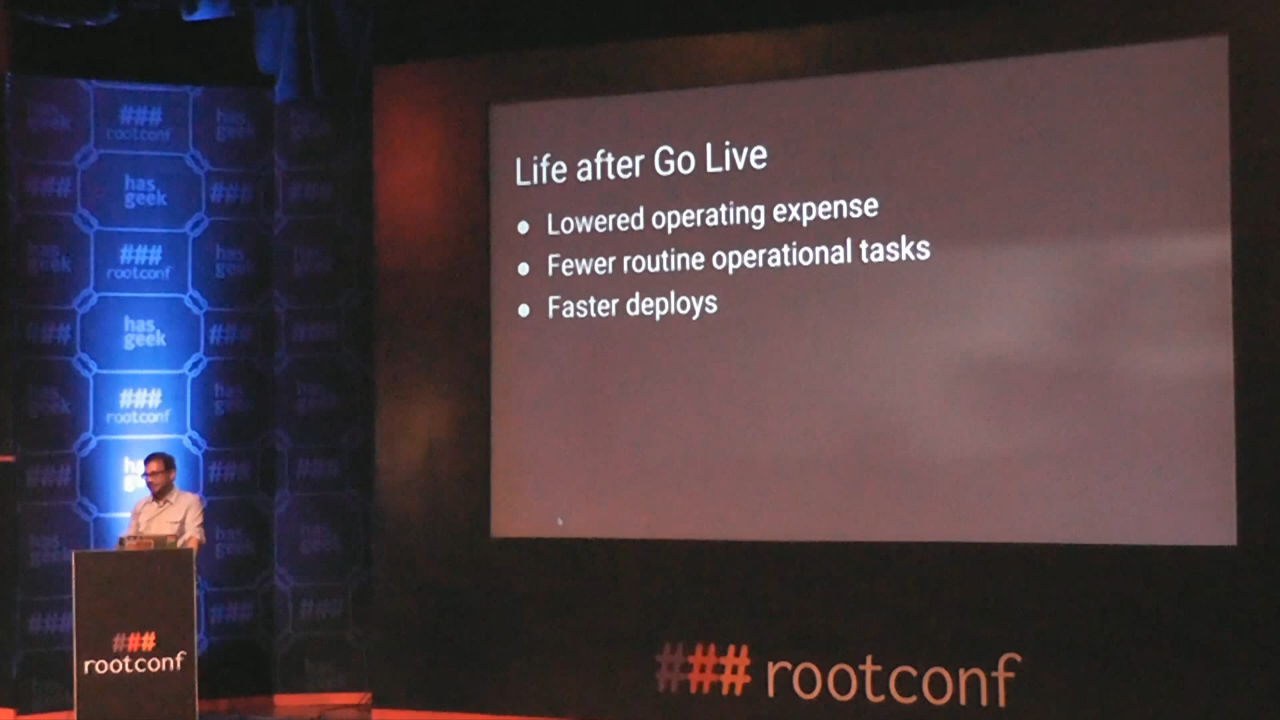 Life after Go Live
● Lowered operating expense
● Fewer routine operational tasks
● Faster deploys
### rootconf
###
rootconf
###
rootconf
has
geek
###
rootconf
has
geek
###
rootconf